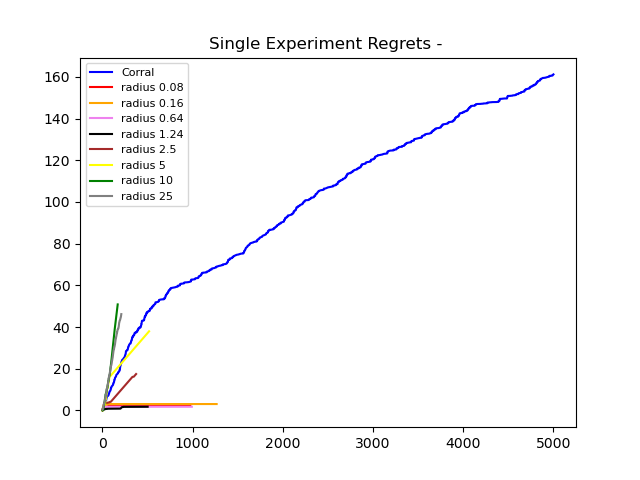 Single Experiment Regrets -
160
140
120
100
80
60
40
20
0
Corral
radius 0.08
radius 0.16
radius 0.64
radius 1.24
radius 2.5
radius 5
radius 10
radius 25
0 1000 2000 3000 4000 5000